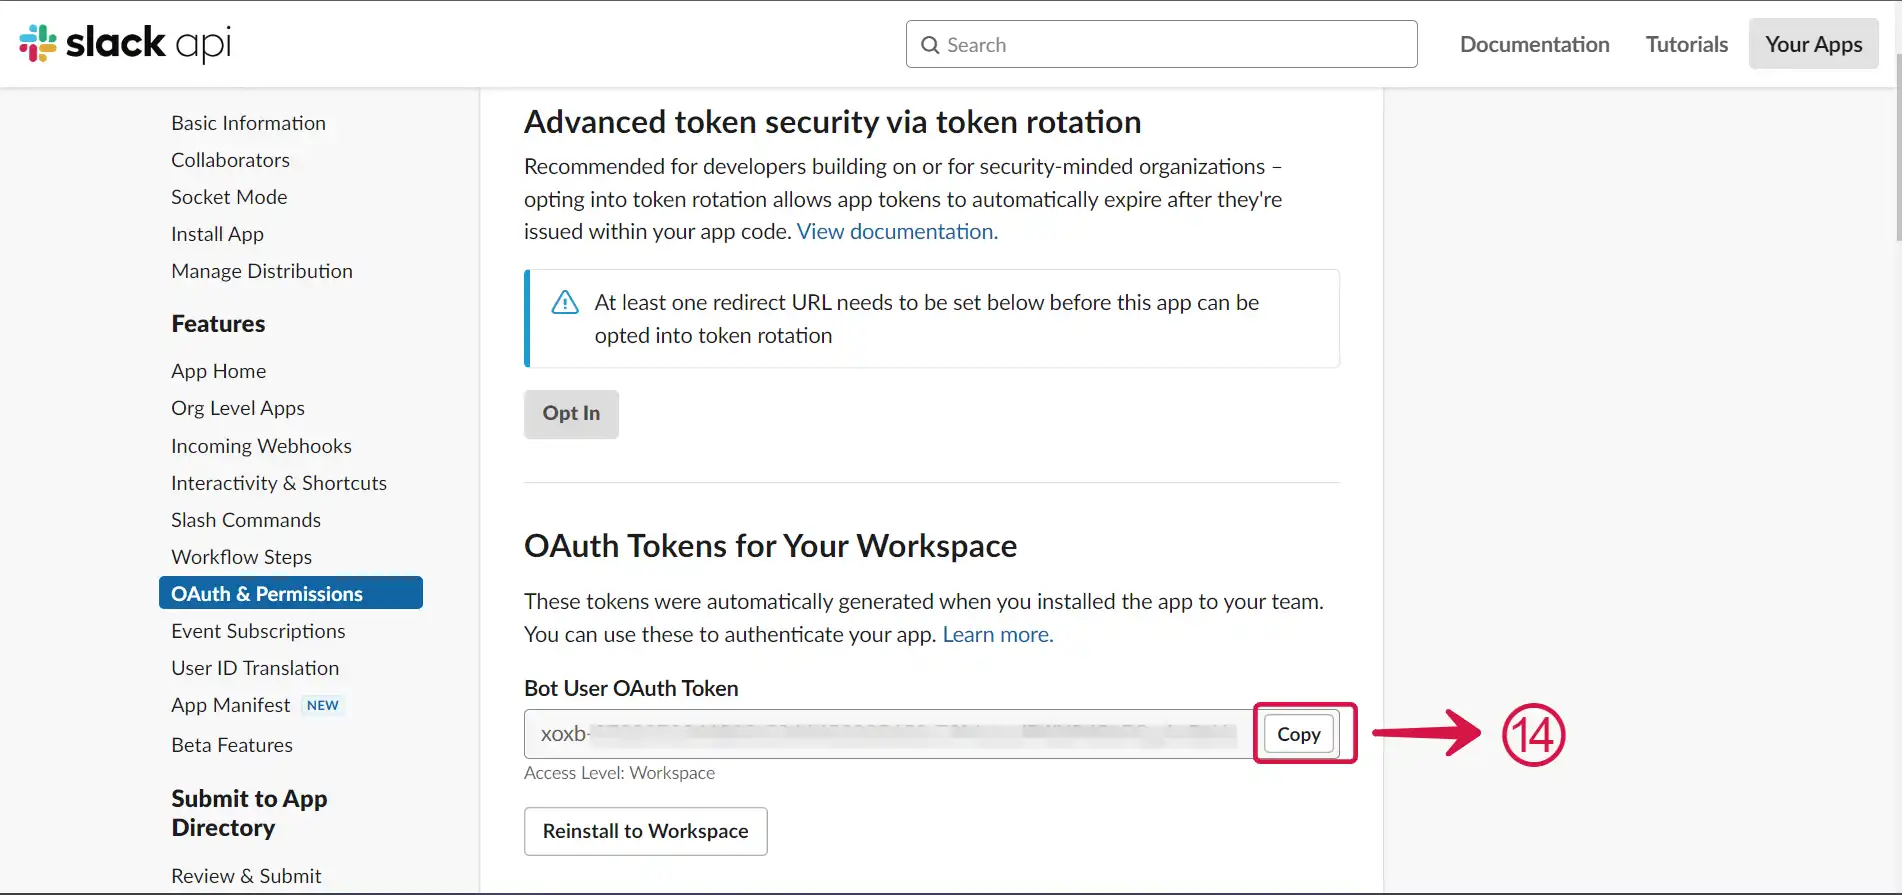 slack api
Search
Documentation
Tutorials
Your Apps
Basic Information
Collaborators
Socket Mode
Install App
Manage Distribution
Features
App Home
Org Level Apps
Incoming Webhooks
Interactivity & Shortcuts
Slash Commands
Workflow Steps
OAuth & Permissions
Event Subscriptions
User ID Translation
App Manifest NEW
Beta Features
Submit to App
Directory
Review & Submit
Advanced token security via token rotation
Recommended for developers building on or for security-minded organizations –
opting into token rotation allows app tokens to automatically expire after they're
issued within your app code. View documentation.
At least one redirect URL needs to be set below before this app can be
opted into token rotation
Opt In
OAuth Tokens for Your Workspace
These tokens were automatically generated when you installed the app to your team.
You can use these to authenticate your app. Learn more.
Bot User OAuth Token
xoxb-
Copy
14
Access Level: Workspace
Reinstall to Workspace